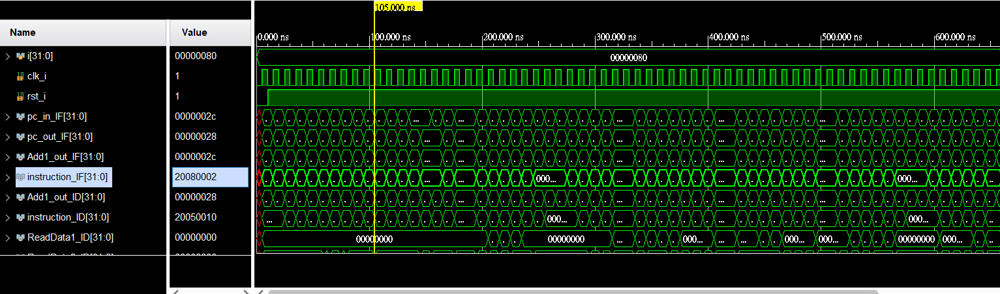 105.000 ns
Name Value
0.000 ns 100.000 ns 200.000 ns 300.000 ns 400.000 ns 500.000 ns 600.000 ns
i[31:0] 00000080 00000080
clk_i 1
rst_i 1
pc_in_IF[31:0] 0000002c
pc_out_IF[31:0] 00000028
Add1_out_IF[31:0] 0000002c
instruction_IF[31:0] 20080002 000... 000...
Add1_out_ID[31:0] 00000028
instruction_ID[31:0] 20050010 ... 000... 000...
ReadData1_ID[31:0] 00000000 00000000 00000000 ... 000... ... ... 000... 000... 00000000 000...